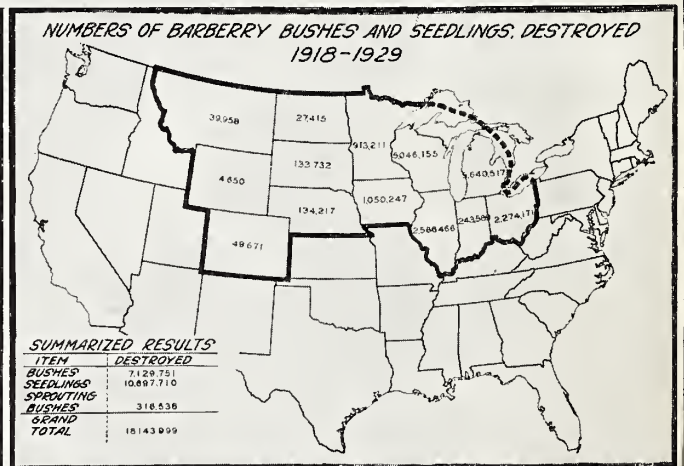 NUMBERS OF BARBERRY BUSHES AND SEEDLINGS, DESTROYED
1918-1929
39,958
27,415
913,211
5,046,155
5,640,517
4,650
133,732
134,217
1,050,247
2,586,466
243,589
2,274,171
49,671
SUMMARIZED RESULTS
ITEM DESTROYED
BUSHES 7,129,751
SEEDLINGS 10,697,710
SPROUTING
BUSHES 316,538
GRAND
TOTAL 18,143,999